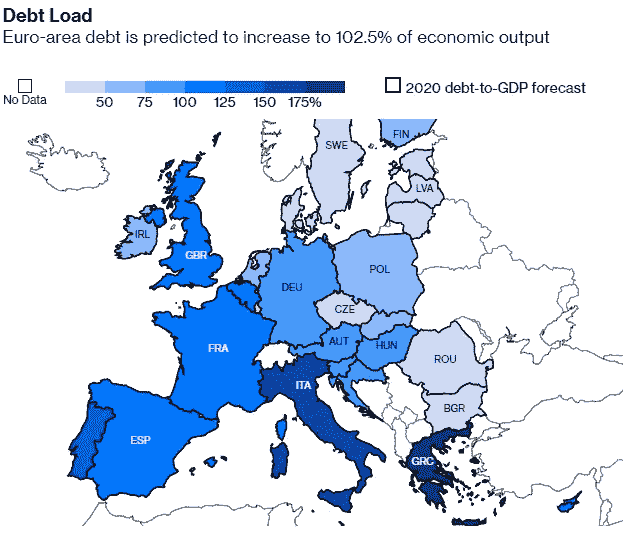 Debt Load
Euro-area debt is predicted to increase to 102.5% of economic output
No Data
50 75 100 125 150 175%
2020 debt-to-GDP forecast
FIN
SWE
LVA
IRL
GBR
POL
DEU
CZE
AUT
HUN
FRA
ROU
ITA
BGR
ESP
GRC